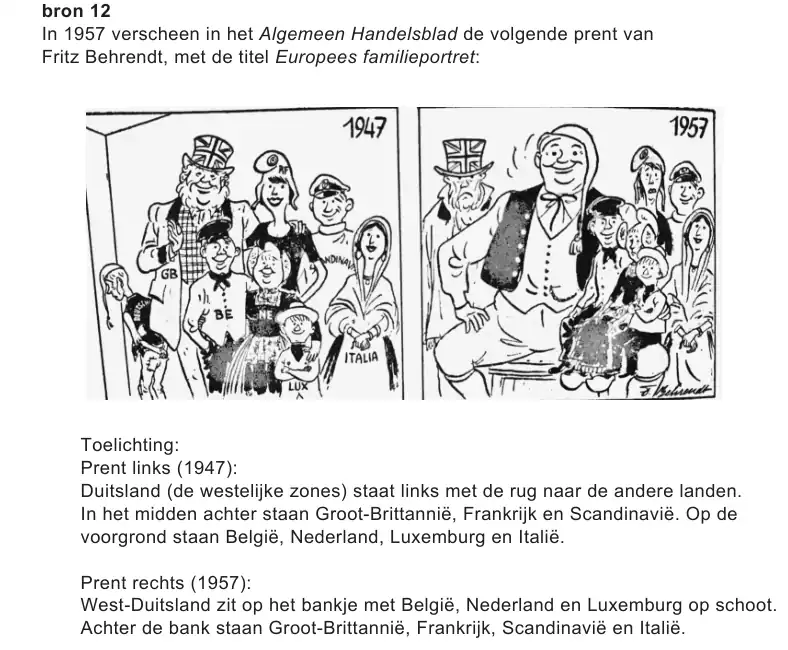 bron 12
In 1957 verscheen in het Algemeen Handelsblad de volgende prent van
Fritz Behrendt, met de titel Europees familieportret:
1947
1957
RF
GB
BE
LUX
ITALIA
F. Behrendt
Toelichting:
Prent links (1947):
Duitsland (de westelijke zones) staat links met de rug naar de andere landen.
In het midden achter staan Groot-Brittannië, Frankrijk en Scandinavië. Op de
voorgrond staan België, Nederland, Luxemburg en Italië.
Prent rechts (1957):
West-Duitsland zit op het bankje met België, Nederland en Luxemburg op schoot.
Achter de bank staan Groot-Brittannië, Frankrijk, Scandinavië en Italië.